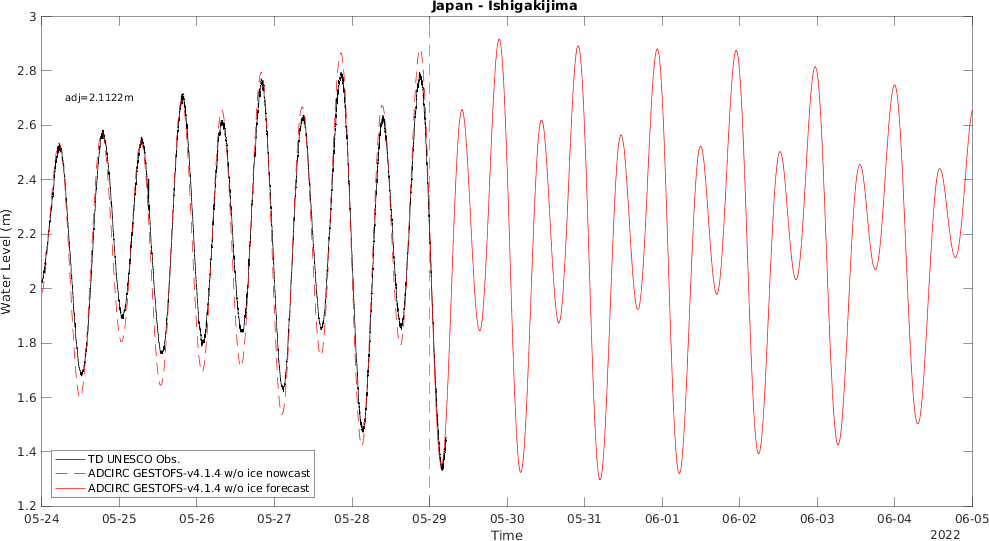 Japan - Ishigakijima
3
2.8
adj=2.1122m
2.6
2.4
2.2
2
1.8
1.6
1.4
1.2
Water Level (m)
TD UNESCO Obs.
ADCIRC GESTOFS-v4.1.4 w/o ice nowcast
ADCIRC GESTOFS-v4.1.4 w/o ice forecast
05-24 05-25 05-26 05-27 05-28 05-29 05-30 05-31 06-01 06-02 06-03 06-04 06-05
Time
2022